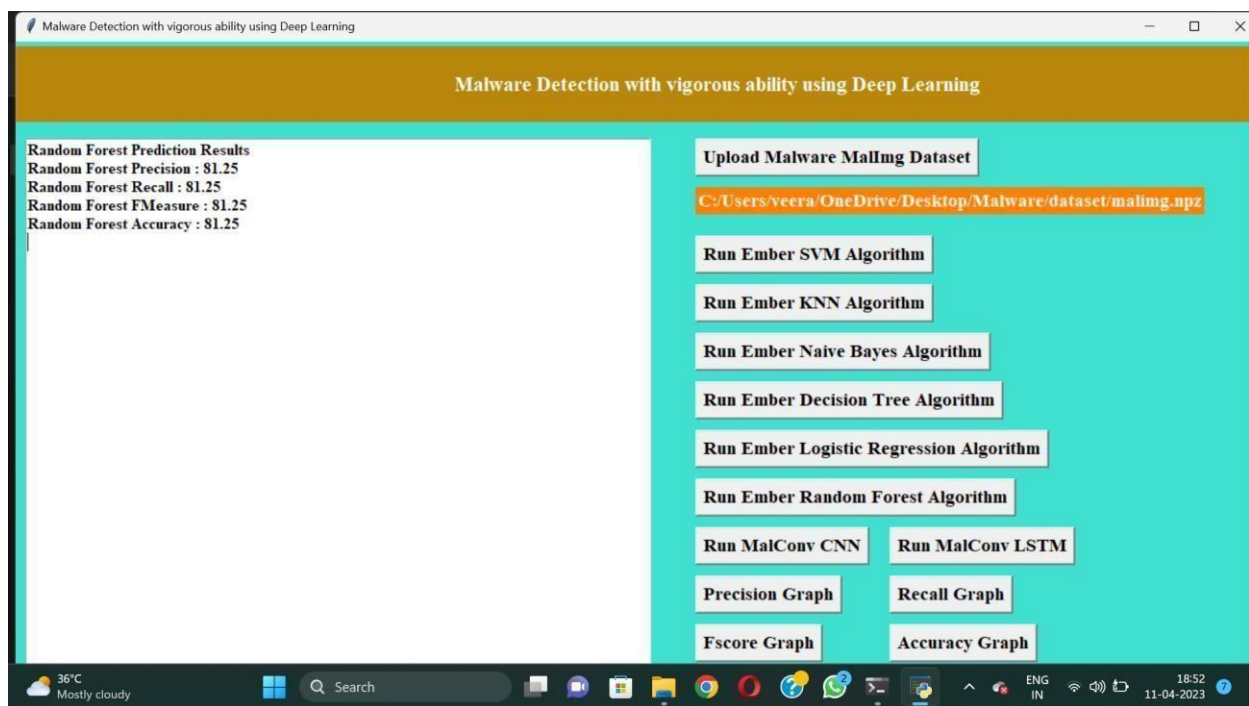 Malware Detection with vigorous ability using Deep Learning
Malware Detection with vigorous ability using Deep Learning
Random Forest Prediction Results
Random Forest Precision : 81.25
Random Forest Recall : 81.25
Random Forest FMeasure : 81.25
Random Forest Accuracy : 81.25
Upload Malware MalImg Dataset
C:/Users/veera/OneDrive/Desktop/Malware/dataset/malimg.npz
Run Ember SVM Algorithm
Run Ember KNN Algorithm
Run Ember Naive Bayes Algorithm
Run Ember Decision Tree Algorithm
Run Ember Logistic Regression Algorithm
Run Ember Random Forest Algorithm
Run MalConv CNN
Run MalConv LSTM
Precision Graph
Recall Graph
Fscore Graph
Accuracy Graph
36°C
Mostly cloudy
Search
2
ENG
IN
18:52
11-04-2023
7